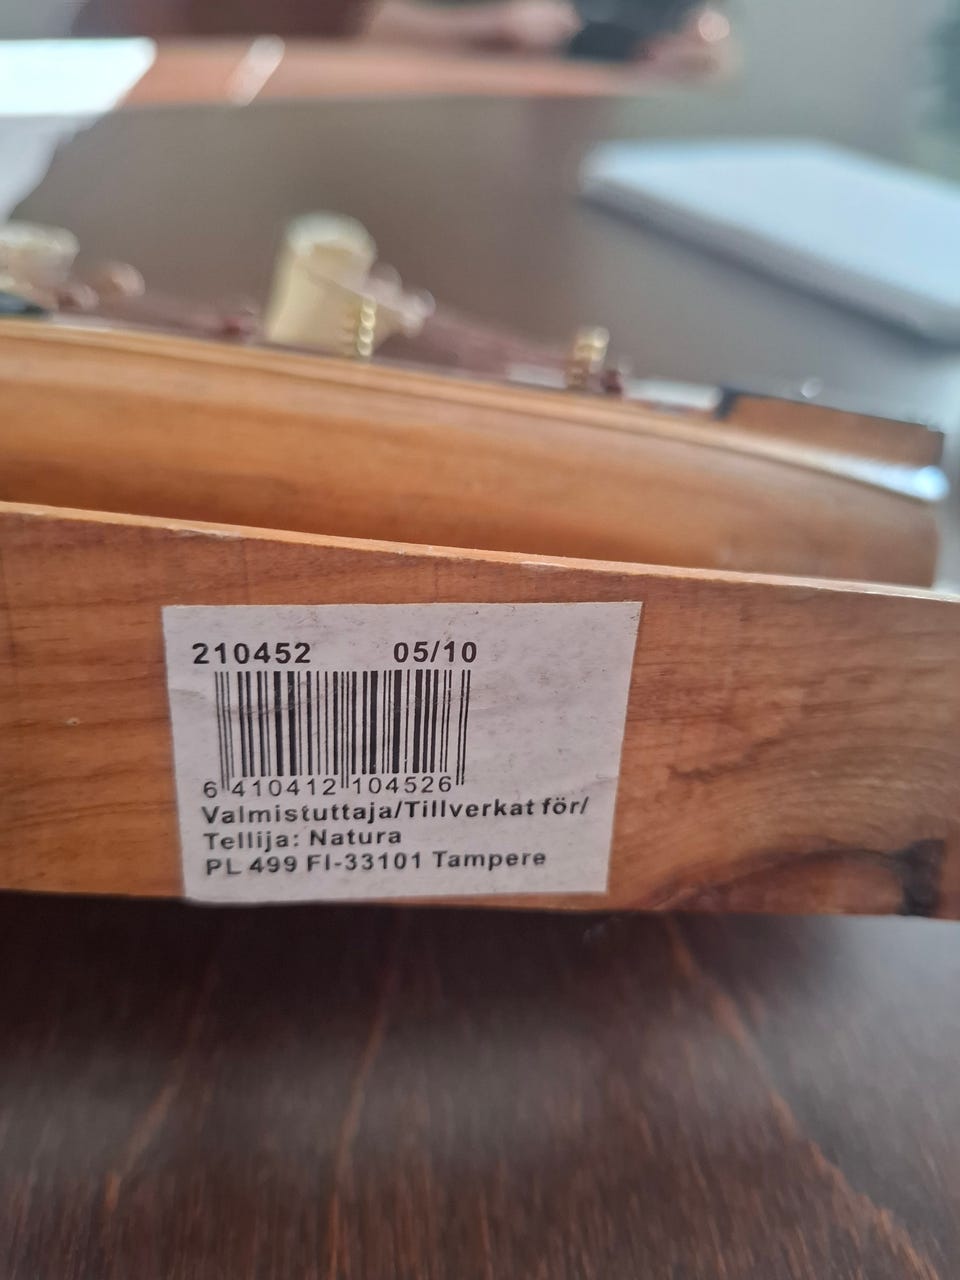 210452 05/10
6 410412 104526
Valmistuttaja/Tillverkat för/
Tellija: Natura
PL 499 FI-33101 Tampere